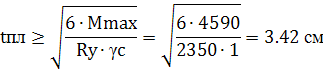 tпл ≥ √(6 · Mmax / Ry · γc) = √(6 · 4590 / 2350 · 1) = 3.42 см